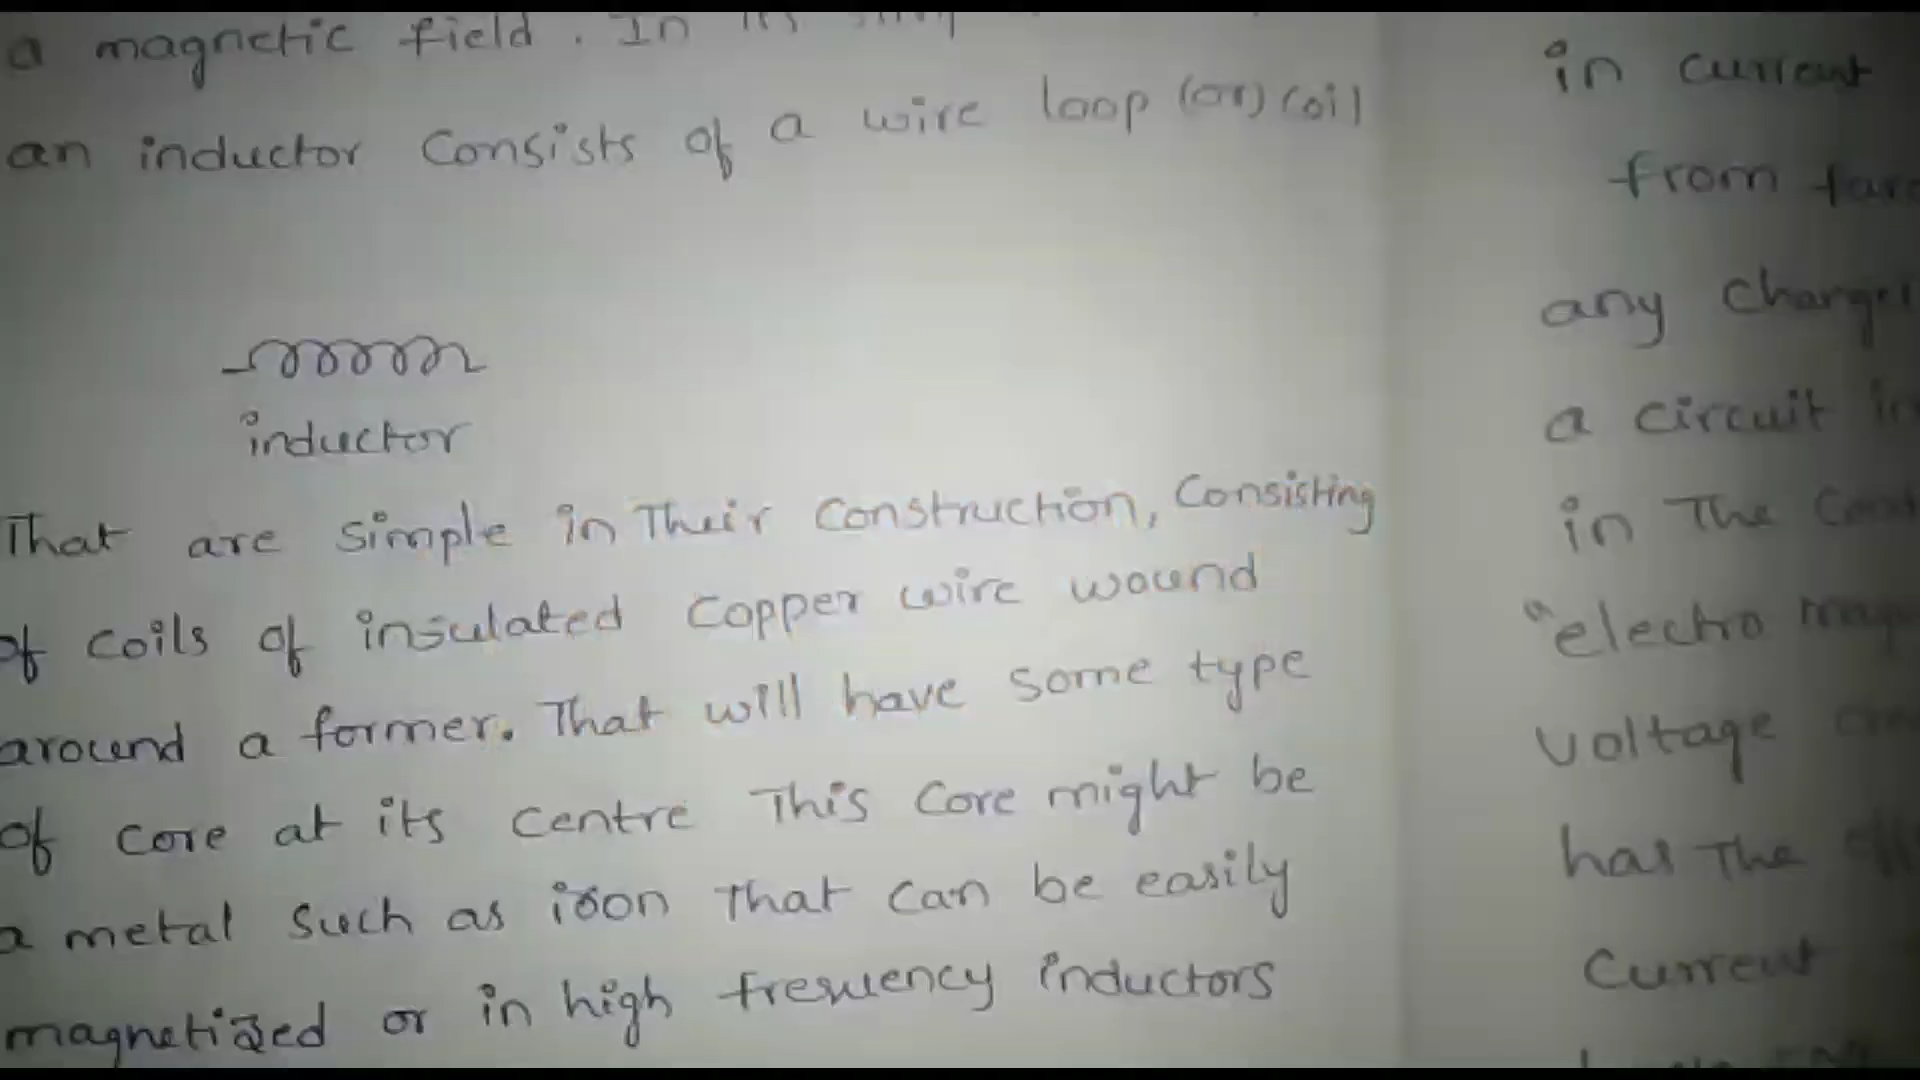 a magnetic field. In its
an inductor consists of a wire loop (or) coil
inductor
That are simple in Their construction, consisting
of coils of insulated copper wire wound
around a former. That will have some type
of core at its centre This core might be
a metal such as iron That can be easily
magnetized or in high frequency inductors
in current
from
any
a circuit
in The
"electro
voltage
has The
current